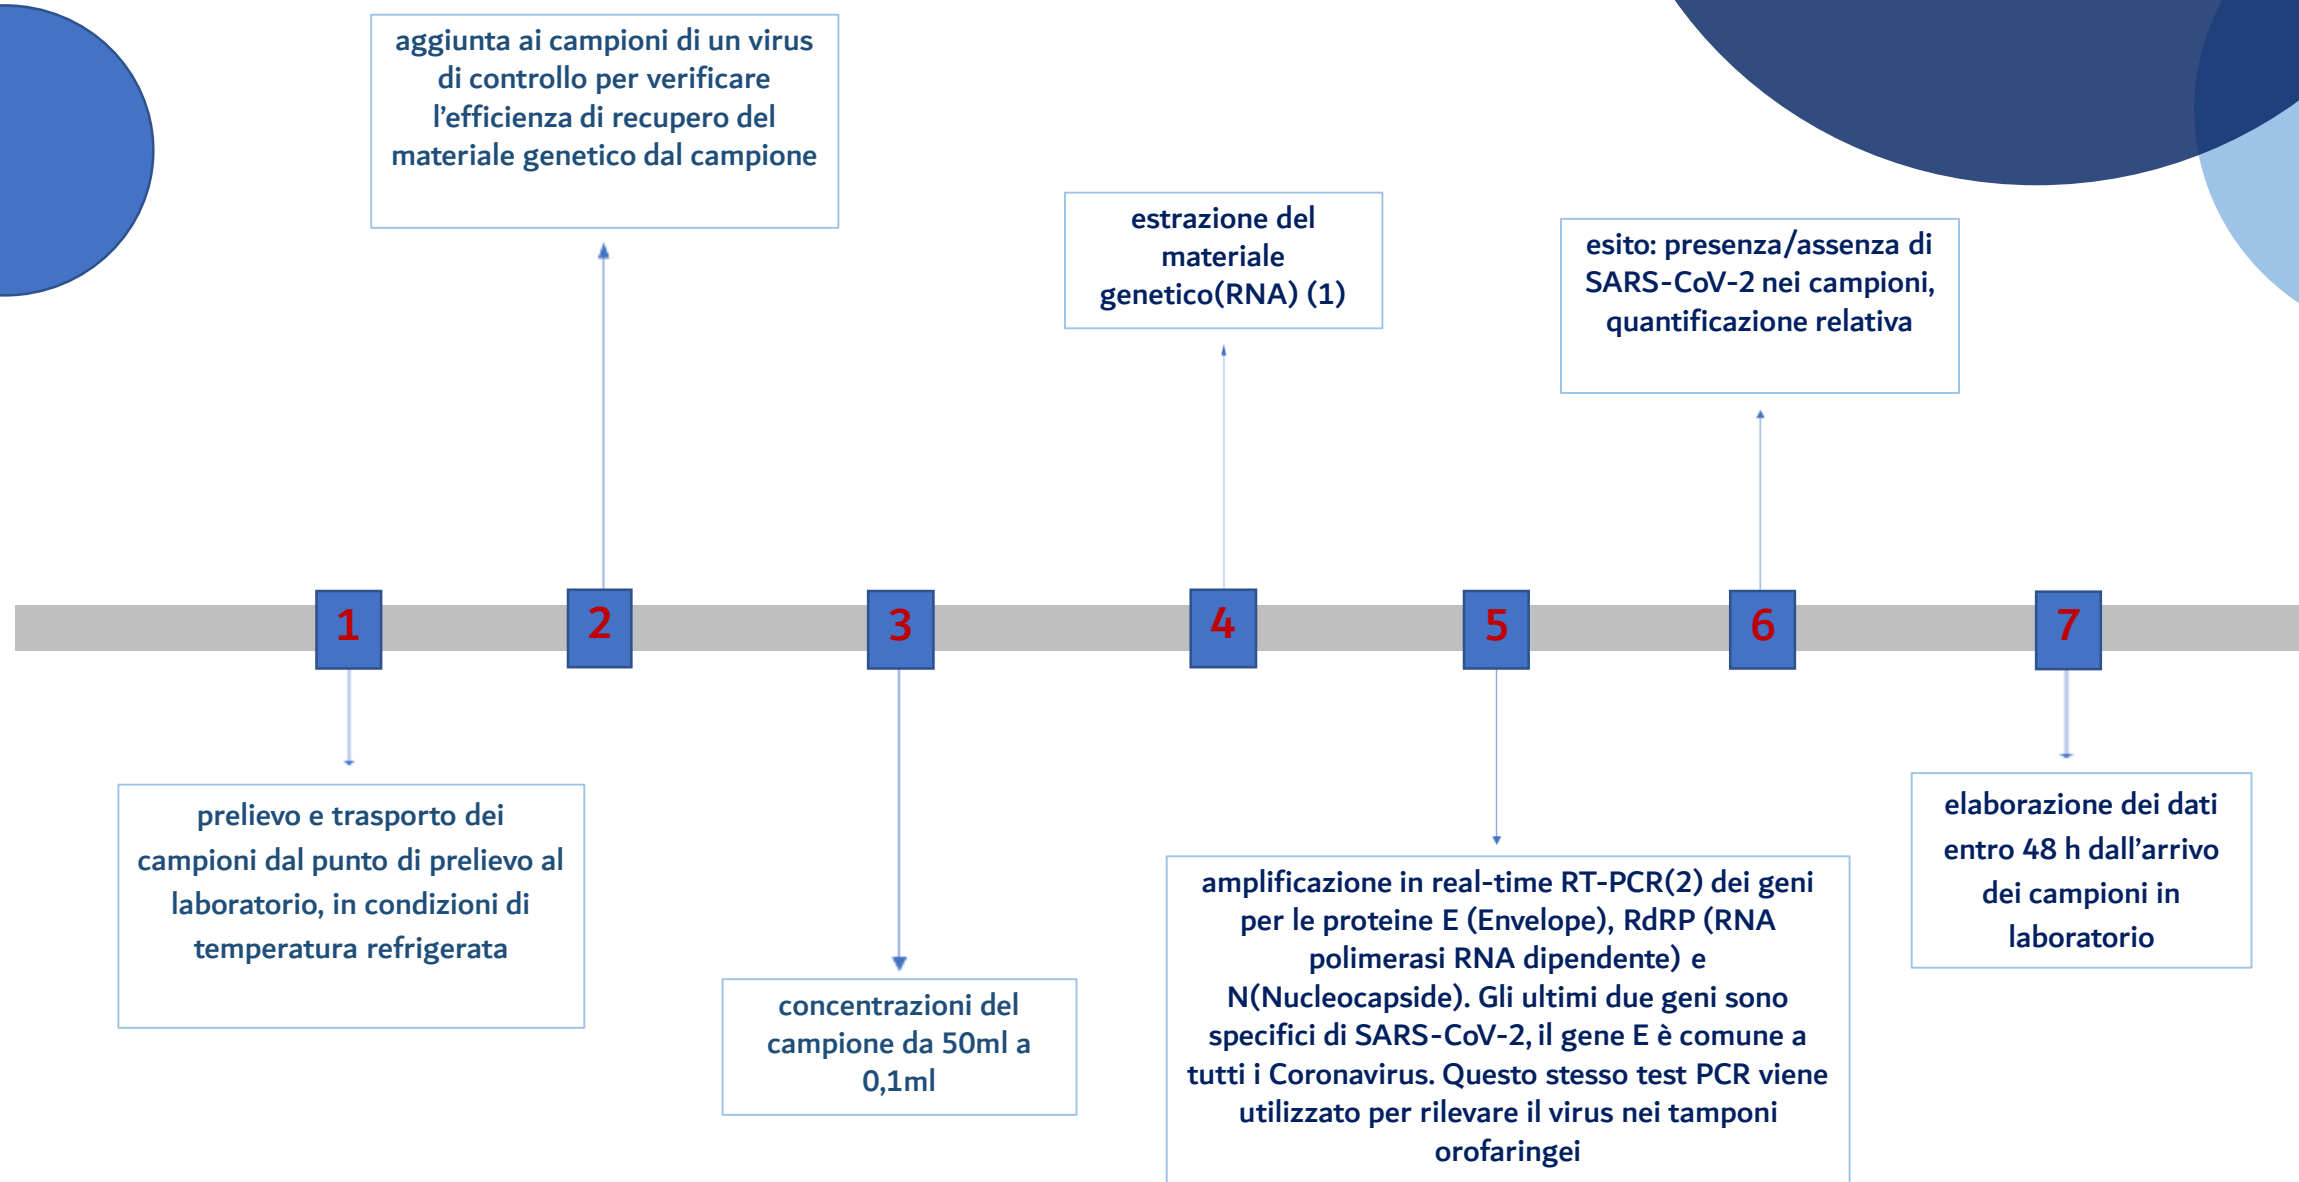 aggiunta ai campioni di un virus
di controllo per verificare
l’efficienza di recupero del
materiale genetico dal campione
estrazione del
materiale
genetico(RNA) (1)
esito: presenza/assenza di
SARS-CoV-2 nei campioni,
quantificazione relativa
1
2
3
4
5
6
7
prelievo e trasporto dei
campioni dal punto di prelievo al
laboratorio, in condizioni di
temperatura refrigerata
concentrazioni del
campione da 50ml a
0,1ml
amplificazione in real-time RT-PCR(2) dei geni
per le proteine E (Envelope), RdRP (RNA
polimerasi RNA dipendente) e
N(Nucleocapside). Gli ultimi due geni sono
specifici di SARS-CoV-2, il gene E è comune a
tutti i Coronavirus. Questo stesso test PCR viene
utilizzato per rilevare il virus nei tamponi
orofaringei
elaborazione dei dati
entro 48 h dall’arrivo
dei campioni in
laboratorio